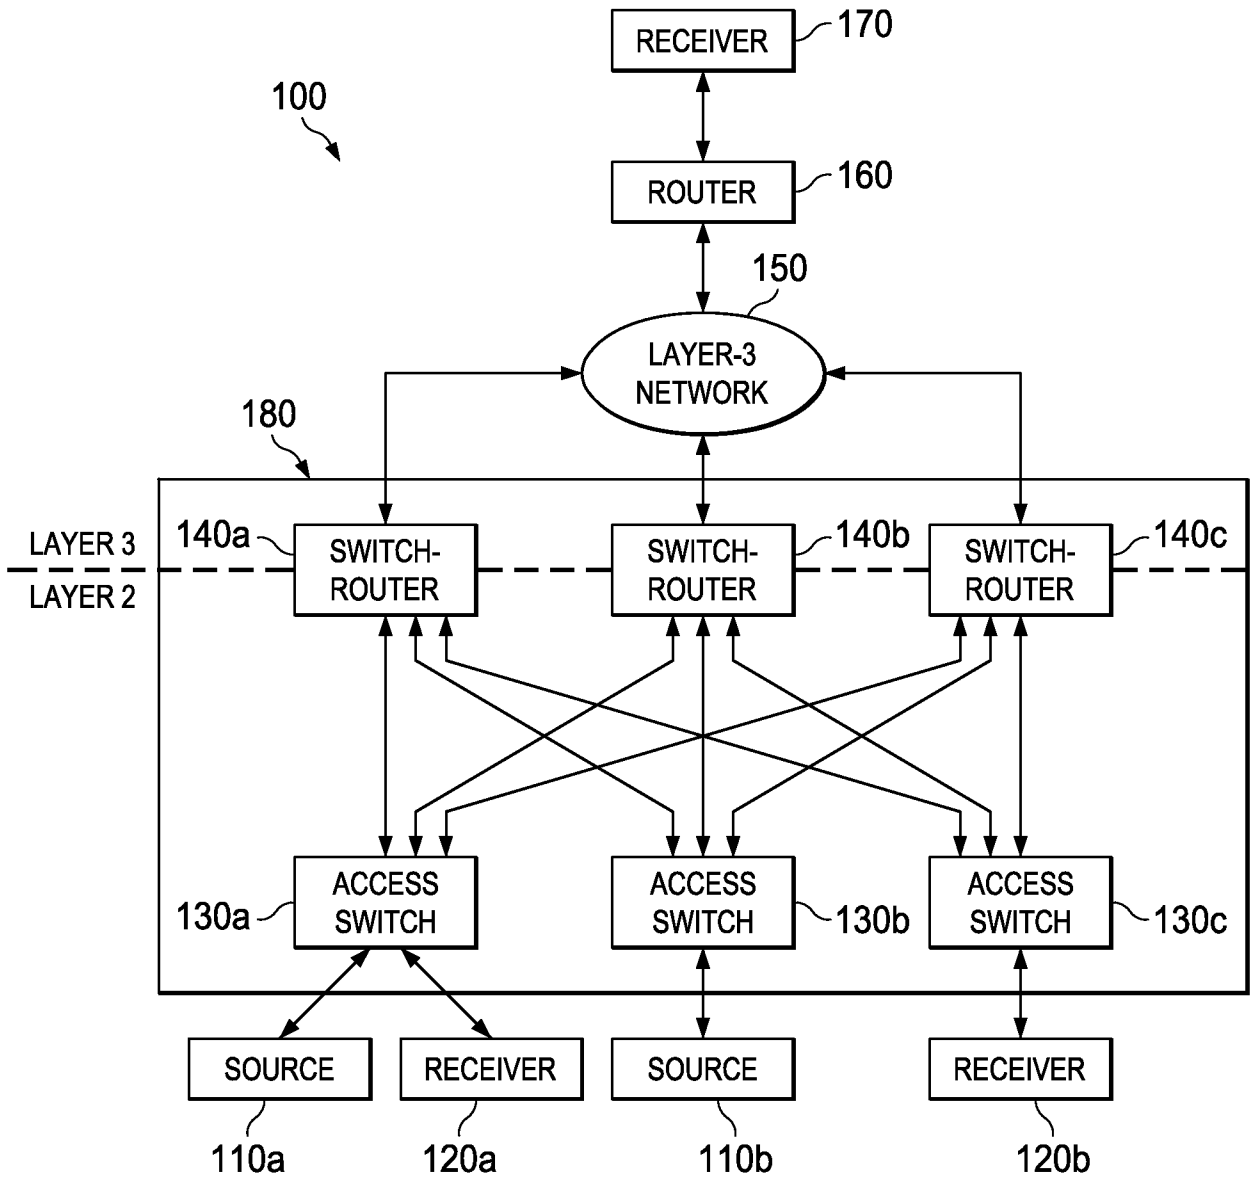 RECEIVER
170
100
ROUTER
160
150
LAYER-3
NETWORK
180
140a
SWITCH-
ROUTER
SWITCH-
ROUTER
140b
SWITCH-
ROUTER
140c
LAYER 3
LAYER 2
130a
ACCESS
SWITCH
ACCESS
SWITCH
130b
ACCESS
SWITCH
130c
SOURCE
RECEIVER
SOURCE
RECEIVER
110a
120a
110b
120b